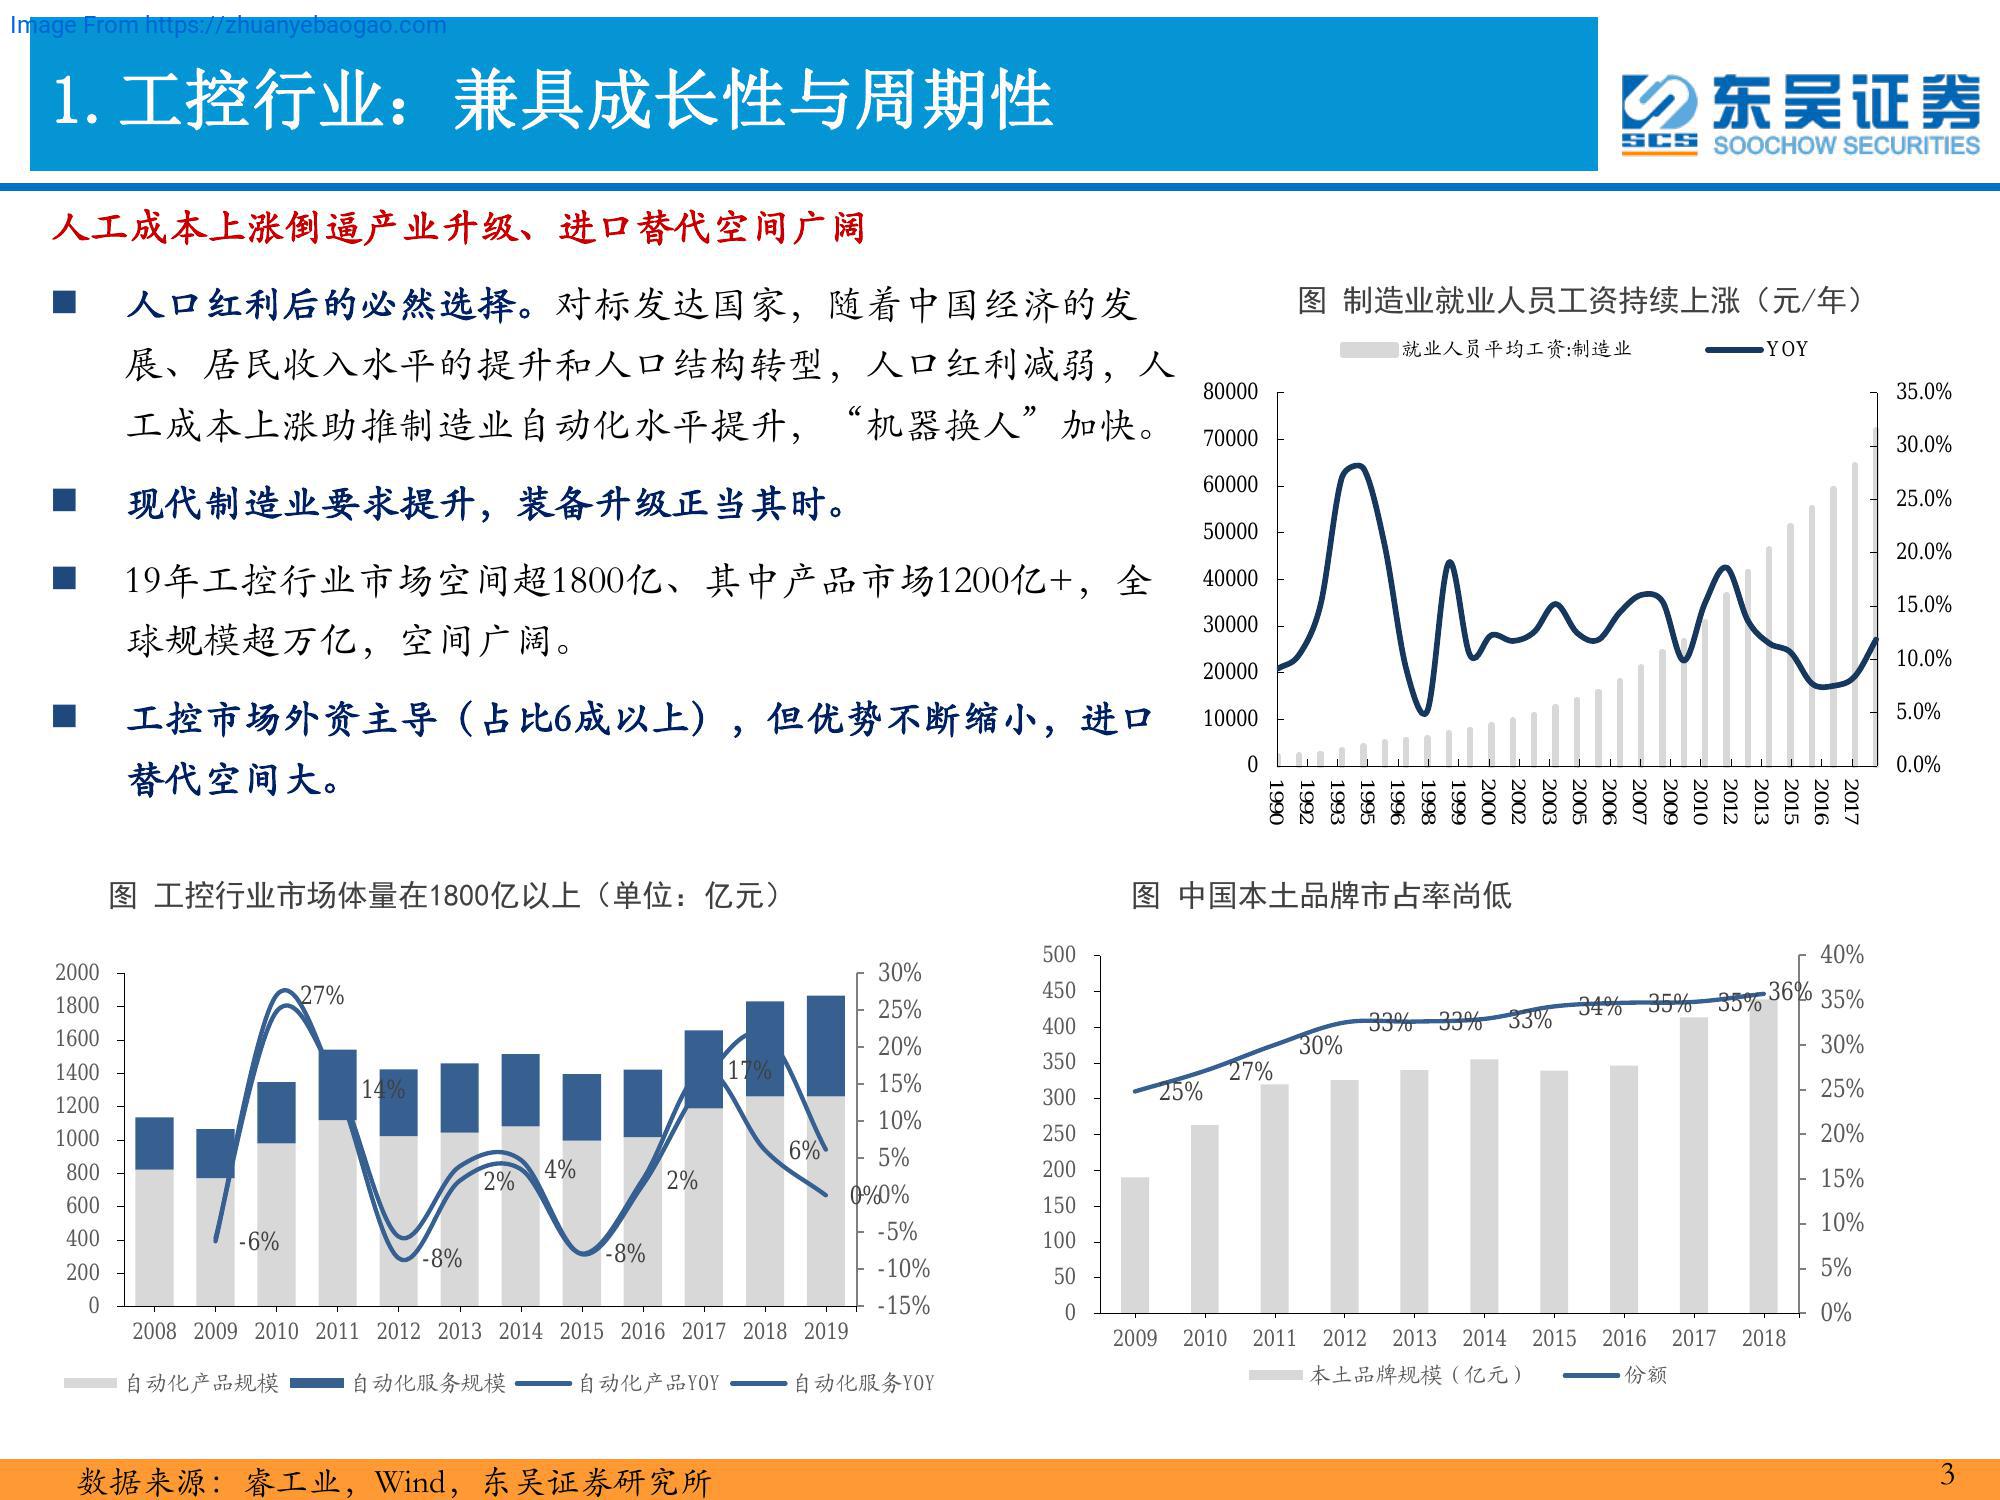 Image From https://zhuanyebaogao.com
1.工控行业：兼具成长性与周期性
东吴证券
SCS
SOOCHOW SECURITIES
人工成本上涨倒逼产业升级、进口替代空间广阔
人口红利后的必然选择。对标发达国家，随着中国经济的发
展、居民收入水平的提升和人口结构转型，人口红利减弱，人
工成本上涨助推制造业自动化水平提升，“机器换人”加快。
现代制造业要求提升，装备升级正当其时。
19年工控行业市场空间超1800亿、其中产品市场1200亿+，全
球规模超万亿，空间广阔。
工控市场外资主导（占比6成以上），但优势不断缩小，进口
替代空间大。
图 制造业就业人员工资持续上涨（元/年）
就业人员平均工资:制造业 YOY
80000 35.0%
70000 30.0%
60000 25.0%
50000 20.0%
40000 15.0%
30000 10.0%
20000 5.0%
10000 0.0%
0
1990 1992 1993 1995 1996 1998 1999 2000 2002 2003 2005 2006 2007 2009 2010 2012 2013 2015 2016 2017
图 工控行业市场体量在1800亿以上（单位：亿元）
2000 30%
1800 25%
1600 20%
1400 15%
1200 10%
1000 5%
800 0%
600 -5%
400 -10%
200 -15%
0
-6% 27% 14% -8% 2% 4% -8% 2% 17% 6% 0%
2008 2009 2010 2011 2012 2013 2014 2015 2016 2017 2018 2019
自动化产品规模 自动化服务规模 自动化产品YOY 自动化服务YOY
图 中国本土品牌市占率尚低
500 40%
450 35%
400 30%
350 25%
300 20%
250 15%
200 10%
150 5%
100 0%
50
0
25% 27% 30% 33% 33% 33% 34% 35% 35% 36%
2009 2010 2011 2012 2013 2014 2015 2016 2017 2018
本土品牌规模（亿元） 份额
数据来源：睿工业，Wind，东吴证券研究所
3